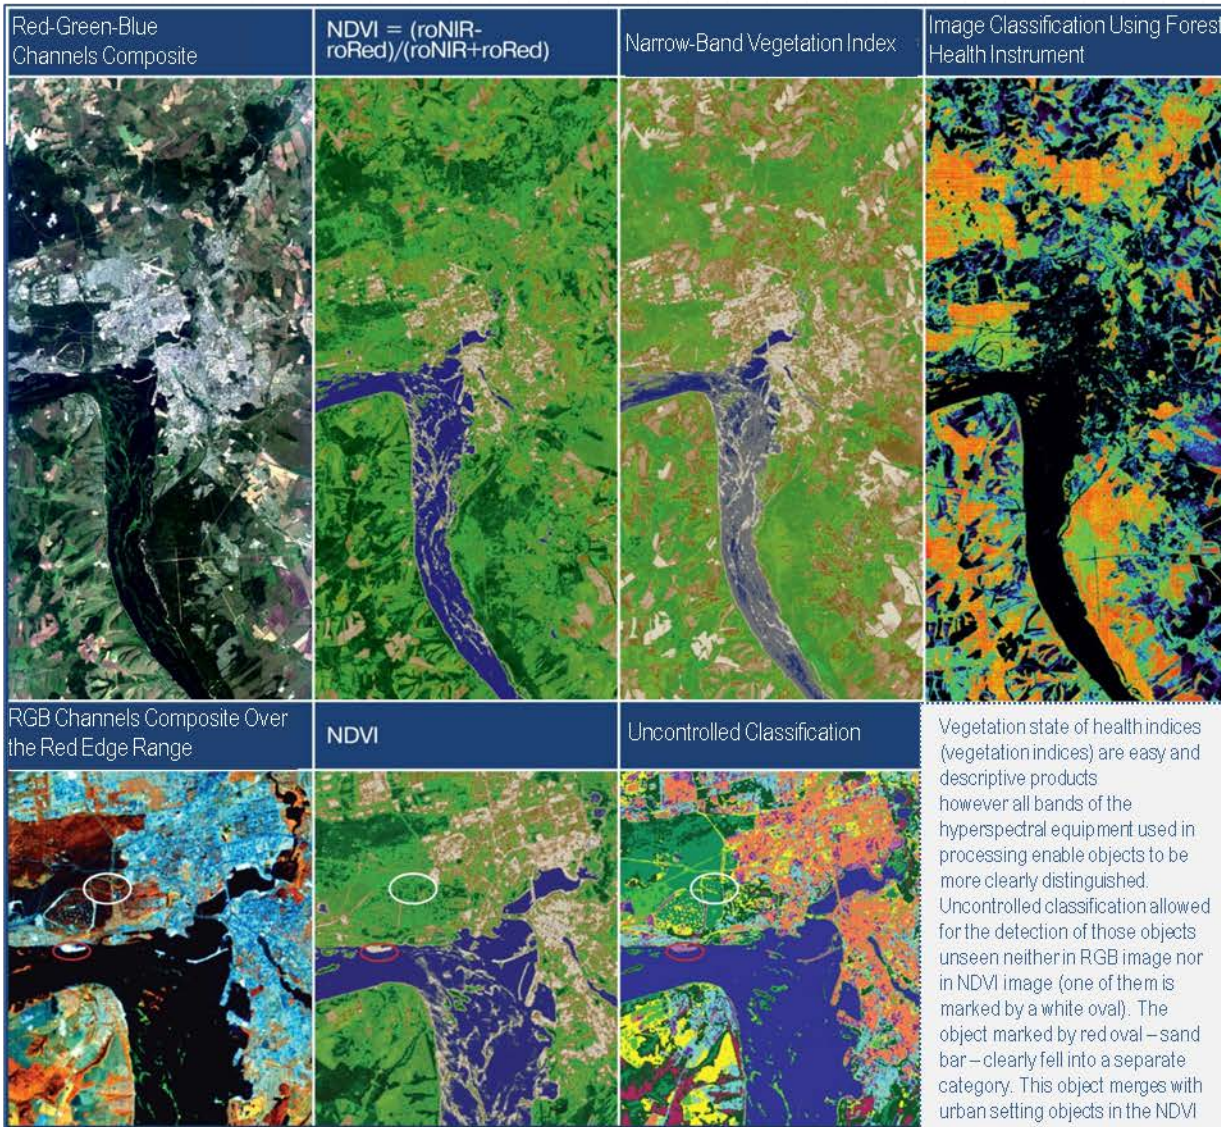 Red-Green-Blue
Channels Composite
NDVI = (roNIR-
roRed)/(roNIR+roRed)
Narrow-Band Vegetation Index
Image Classification Using Forest
Health Instrument
RGB Channels Composite Over
the Red Edge Range
NDVI
Uncontrolled Classification
Vegetation state of health indices
(vegetation indices) are easy and
descriptive products
however all bands of the
hyperspectral equipment used in
processing enable objects to be
more clearly distinguished.
Uncontrolled classification allowed
for the detection of those objects
unseen neither in RGB image nor
in NDVI image (one of them is
marked by a white oval). The
object marked by red oval – sand
bar – clearly fell into a separate
category. This object merges with
urban setting objects in the NDVI